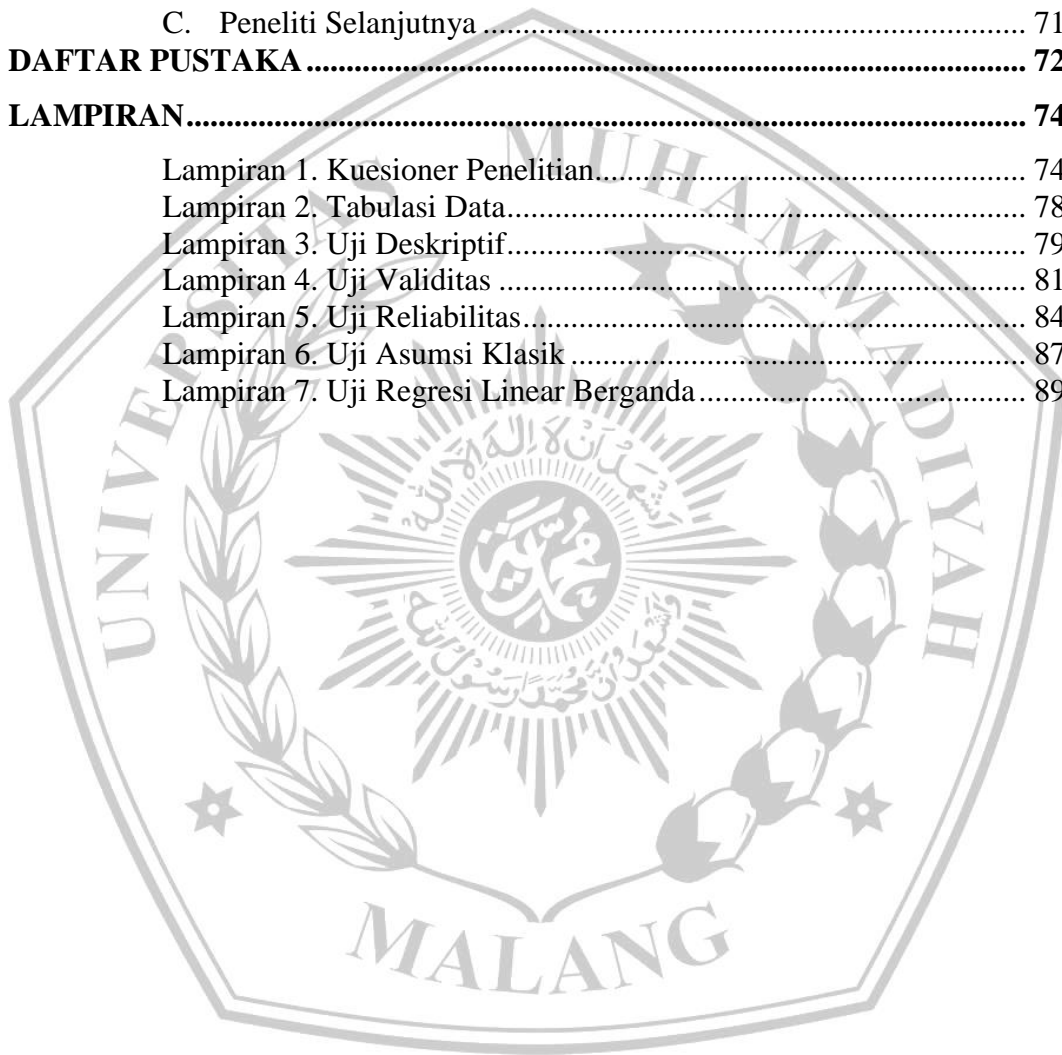 C. Peneliti Selanjutnya ..................................................................... 71
DAFTAR PUSTAKA ........................................................................................... 72
LAMPIRAN .......................................................................................................... 74
Lampiran 1. Kuesioner Penelitian ...................................................... 74
Lampiran 2. Tabulasi Data ................................................................. 78
Lampiran 3. Uji Deskriptif ................................................................. 79
Lampiran 4. Uji Validitas .................................................................. 81
Lampiran 5. Uji Reliabilitas ............................................................... 84
Lampiran 6. Uji Asumsi Klasik ......................................................... 87
Lampiran 7. Uji Regresi Linear Berganda ......................................... 89
UNIVERSITAS MUHAMMADIYAH
MALANG